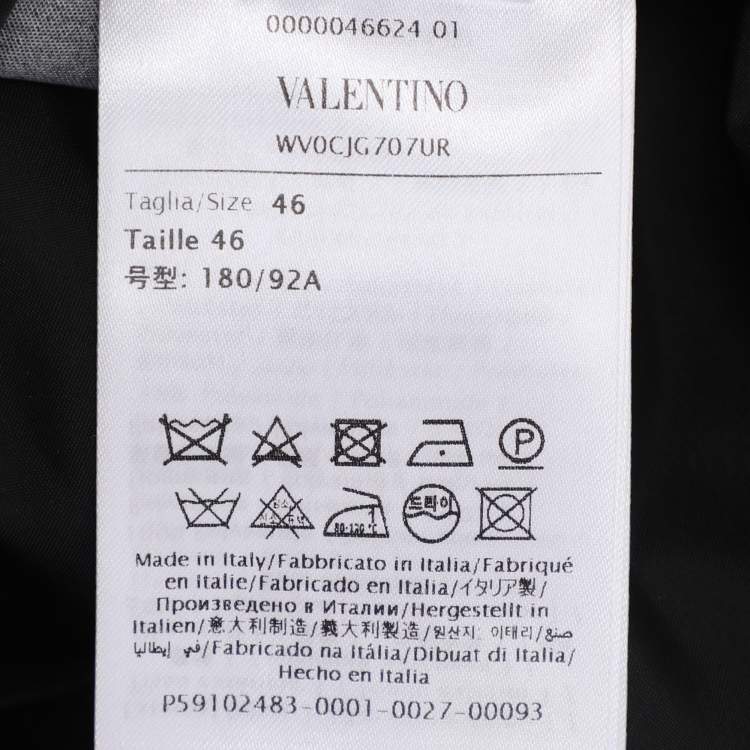 0000046624 01
VALENTINO
WV0CJG707UR
Taglia/Size 46
Taille 46
号型: 180/92A
P
드라이
80-120 °C
Made in Italy/Fabbricato in Italia/Fabriqué
en Italie/Fabricado en Italia/イタリア製/
Произведено в Италии/Hergestellt in
Italien/意大利制造/義大利製造/원산지: 이태리/صنع
في إيطاليا/Fabricado na Itália/Dibuat di Italia/
Hecho en Italia
P59102483-0001-0027-00093